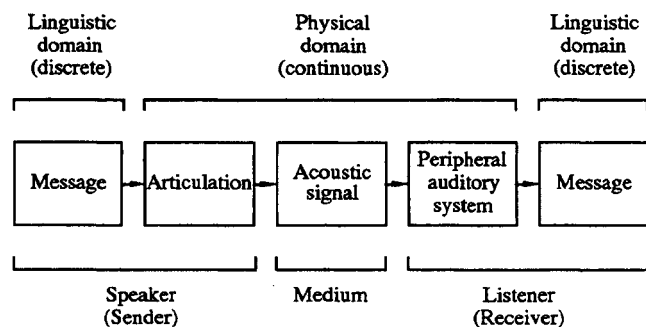 Linguistic
domain
(discrete)
Physical
domain
(continuous)
Linguistic
domain
(discrete)
Message
Articulation
Acoustic
signal
Peripheral
auditory
system
Message
Speaker
(Sender)
Medium
Listener
(Receiver)